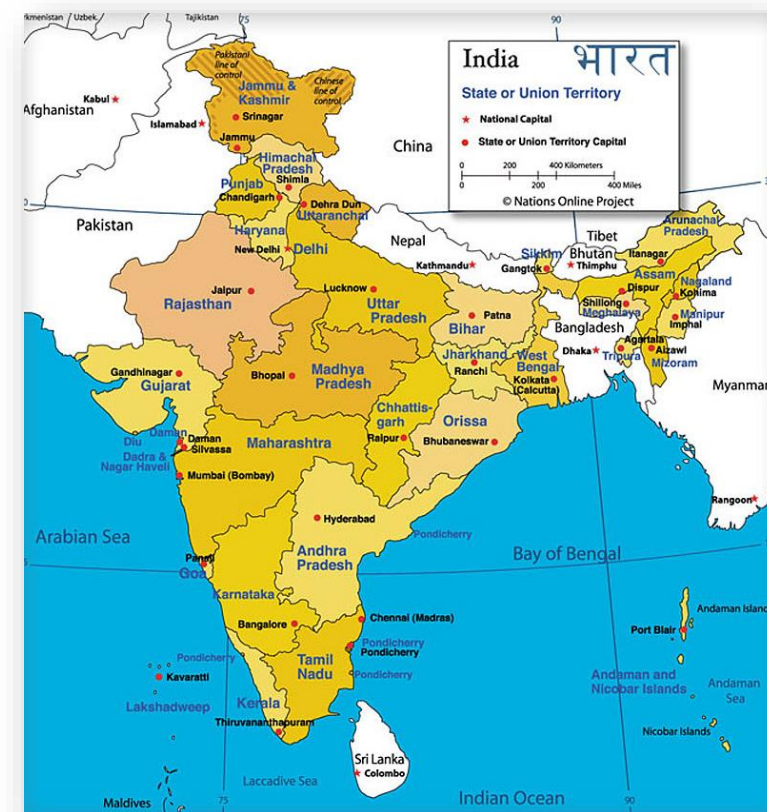 rkmenistan
Uzbek.
Tajikistan
75
90
India भारत
State or Union Territory
National Capital
State or Union Territory Capital
0 200 400 Kilometers
0 200 400 Miles
© Nations Online Project
Pakistani
line of
control
Chinese
line of
control
Jammu &
Kashmir
Srinagar
Jammu
Kabul
Afghanistan
Islamabad
China
Himachal
Pradesh
Shimla
Punjab
Chandigarh
Dehra Dun
Uttaranchal
Haryana
New Delhi
Delhi
Pakistan
Nepal
Kathmandu
Tibet
Bhutan
Thimphu
Sikkim
Gangtok
Arunachal
Pradesh
Itanagar
Assam
Dispur
Nagaland
Kohima
Shillong
Meghalaya
Manipur
Imphal
Bangladesh
Dhaka
Agartala
Tripura
Aizawl
Mizoram
Myanmar
Rangoon
Jaipur
Rajasthan
Lucknow
Uttar
Pradesh
Patna
Bihar
Jharkhand
Ranchi
West
Bengal
Kolkata
(Calcutta)
Gandhinagar
Gujarat
Bhopal
Madhya
Pradesh
Chhattis-
garh
Raipur
Orissa
Bhubaneswar
Daman
Diu
Daman
Silvassa
Dadra &
Nagar Haveli
Maharashtra
Mumbai (Bombay)
Hyderabad
Andhra
Pradesh
Pondicherry
Arabian Sea
Bay of Bengal
Panaji
Goa
Karnataka
Bangalore
Chennai (Madras)
Pondicherry
Pondicherry
Pondicherry
Pondicherry
Tamil
Nadu
Kerala
Thiruvananthapuram
Kavaratti
Lakshadweep
Andaman Island
Port Blair
Andaman and
Nicobar Islands
Andaman
Sea
Nicobar Islands
Sri Lanka
Colombo
Laccadive Sea
Indian Ocean
Maldives
75
90